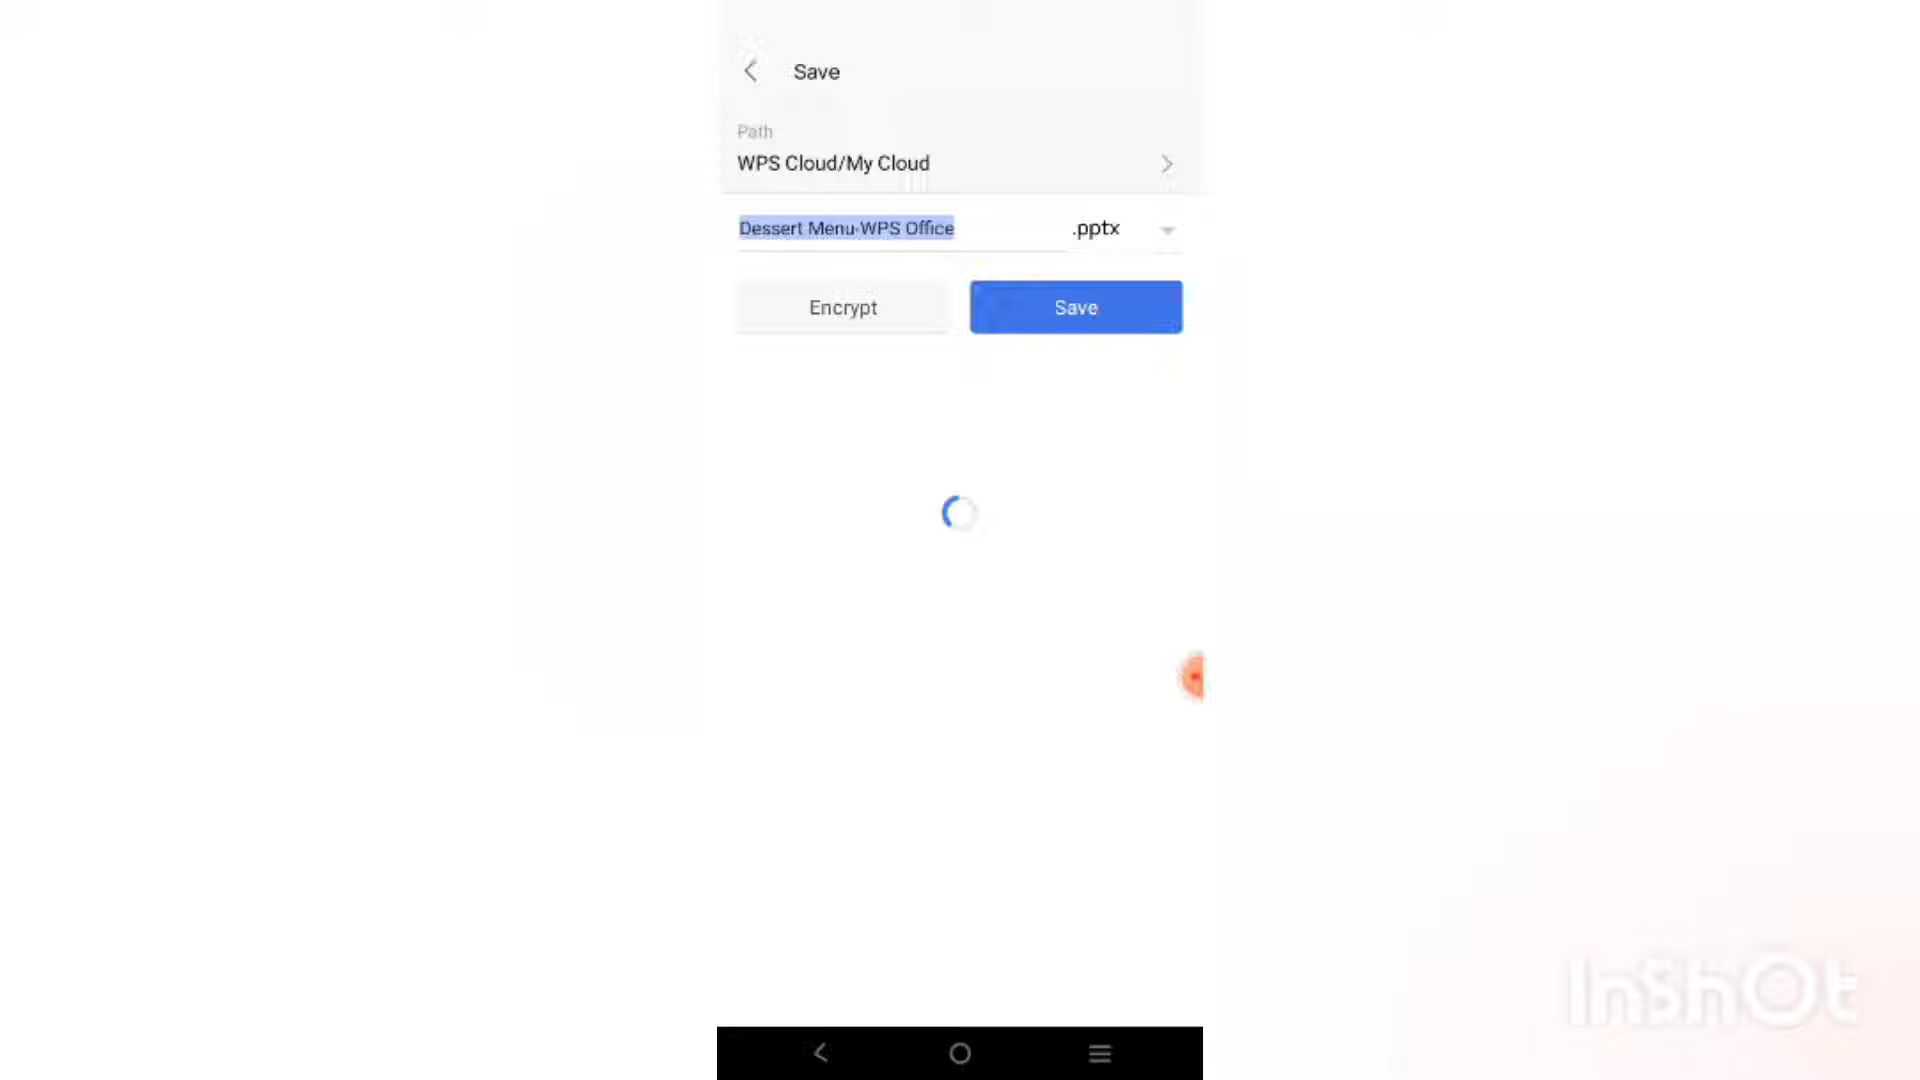 Save
Path
WPS Cloud/My Cloud
Dessert Menu-WPS Office .pptx
Encrypt Save
InShOt